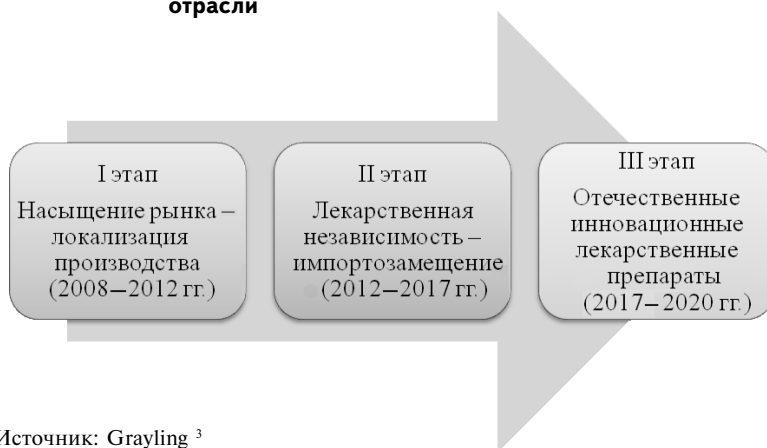 отрасли
I этап
Насыщение рынка –
локализация
производства
(2008–2012 гг.)
II этап
Лекарственная
независимость –
импортозамещение
(2012–2017 гг.)
III этап
Отечественные
инновационные
лекарственные
препараты
(2017–2020 гг.)
Источник: Grayling ³